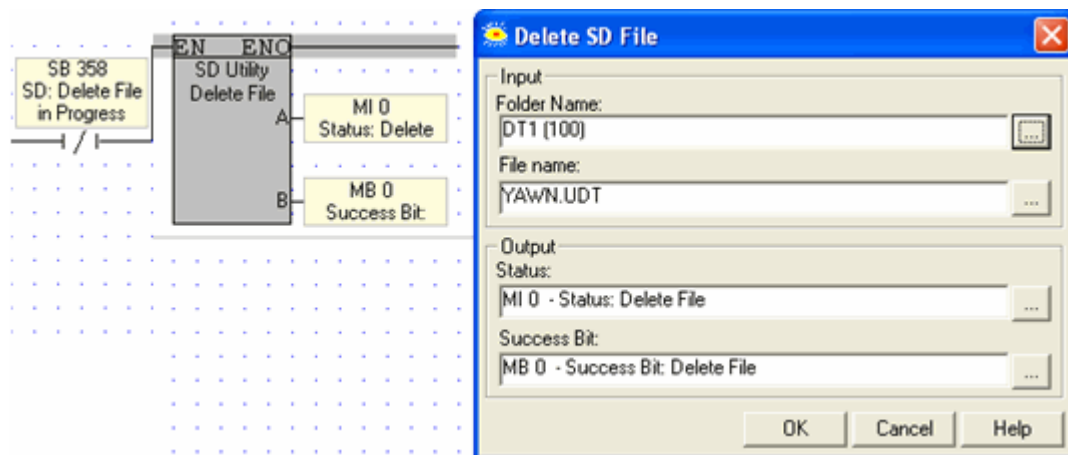 EN ENO
SD Utility
Delete File
SB 358
SD: Delete File
in Progress
A
MI 0
Status: Delete
B
MB 0
Success Bit:
Delete SD File
Input
Folder Name:
DT1 (100)
...
File name:
YAWN.UDT
...
Output
Status:
MI 0 - Status: Delete File
...
Success Bit:
MB 0 - Success Bit: Delete File
...
OK Cancel Help